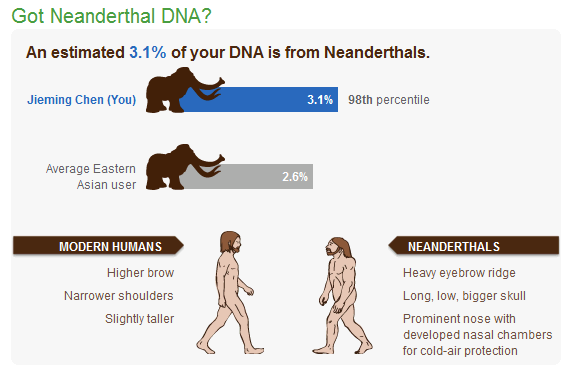 Got Neanderthal DNA?
An estimated 3.1% of your DNA is from Neanderthals.
Jieming Chen (You)
3.1%
98th percentile
Average Eastern
Asian user
2.6%
MODERN HUMANS
Higher brow
Narrower shoulders
Slightly taller
NEANDERTHALS
Heavy eyebrow ridge
Long, low, bigger skull
Prominent nose with
developed nasal chambers
for cold-air protection